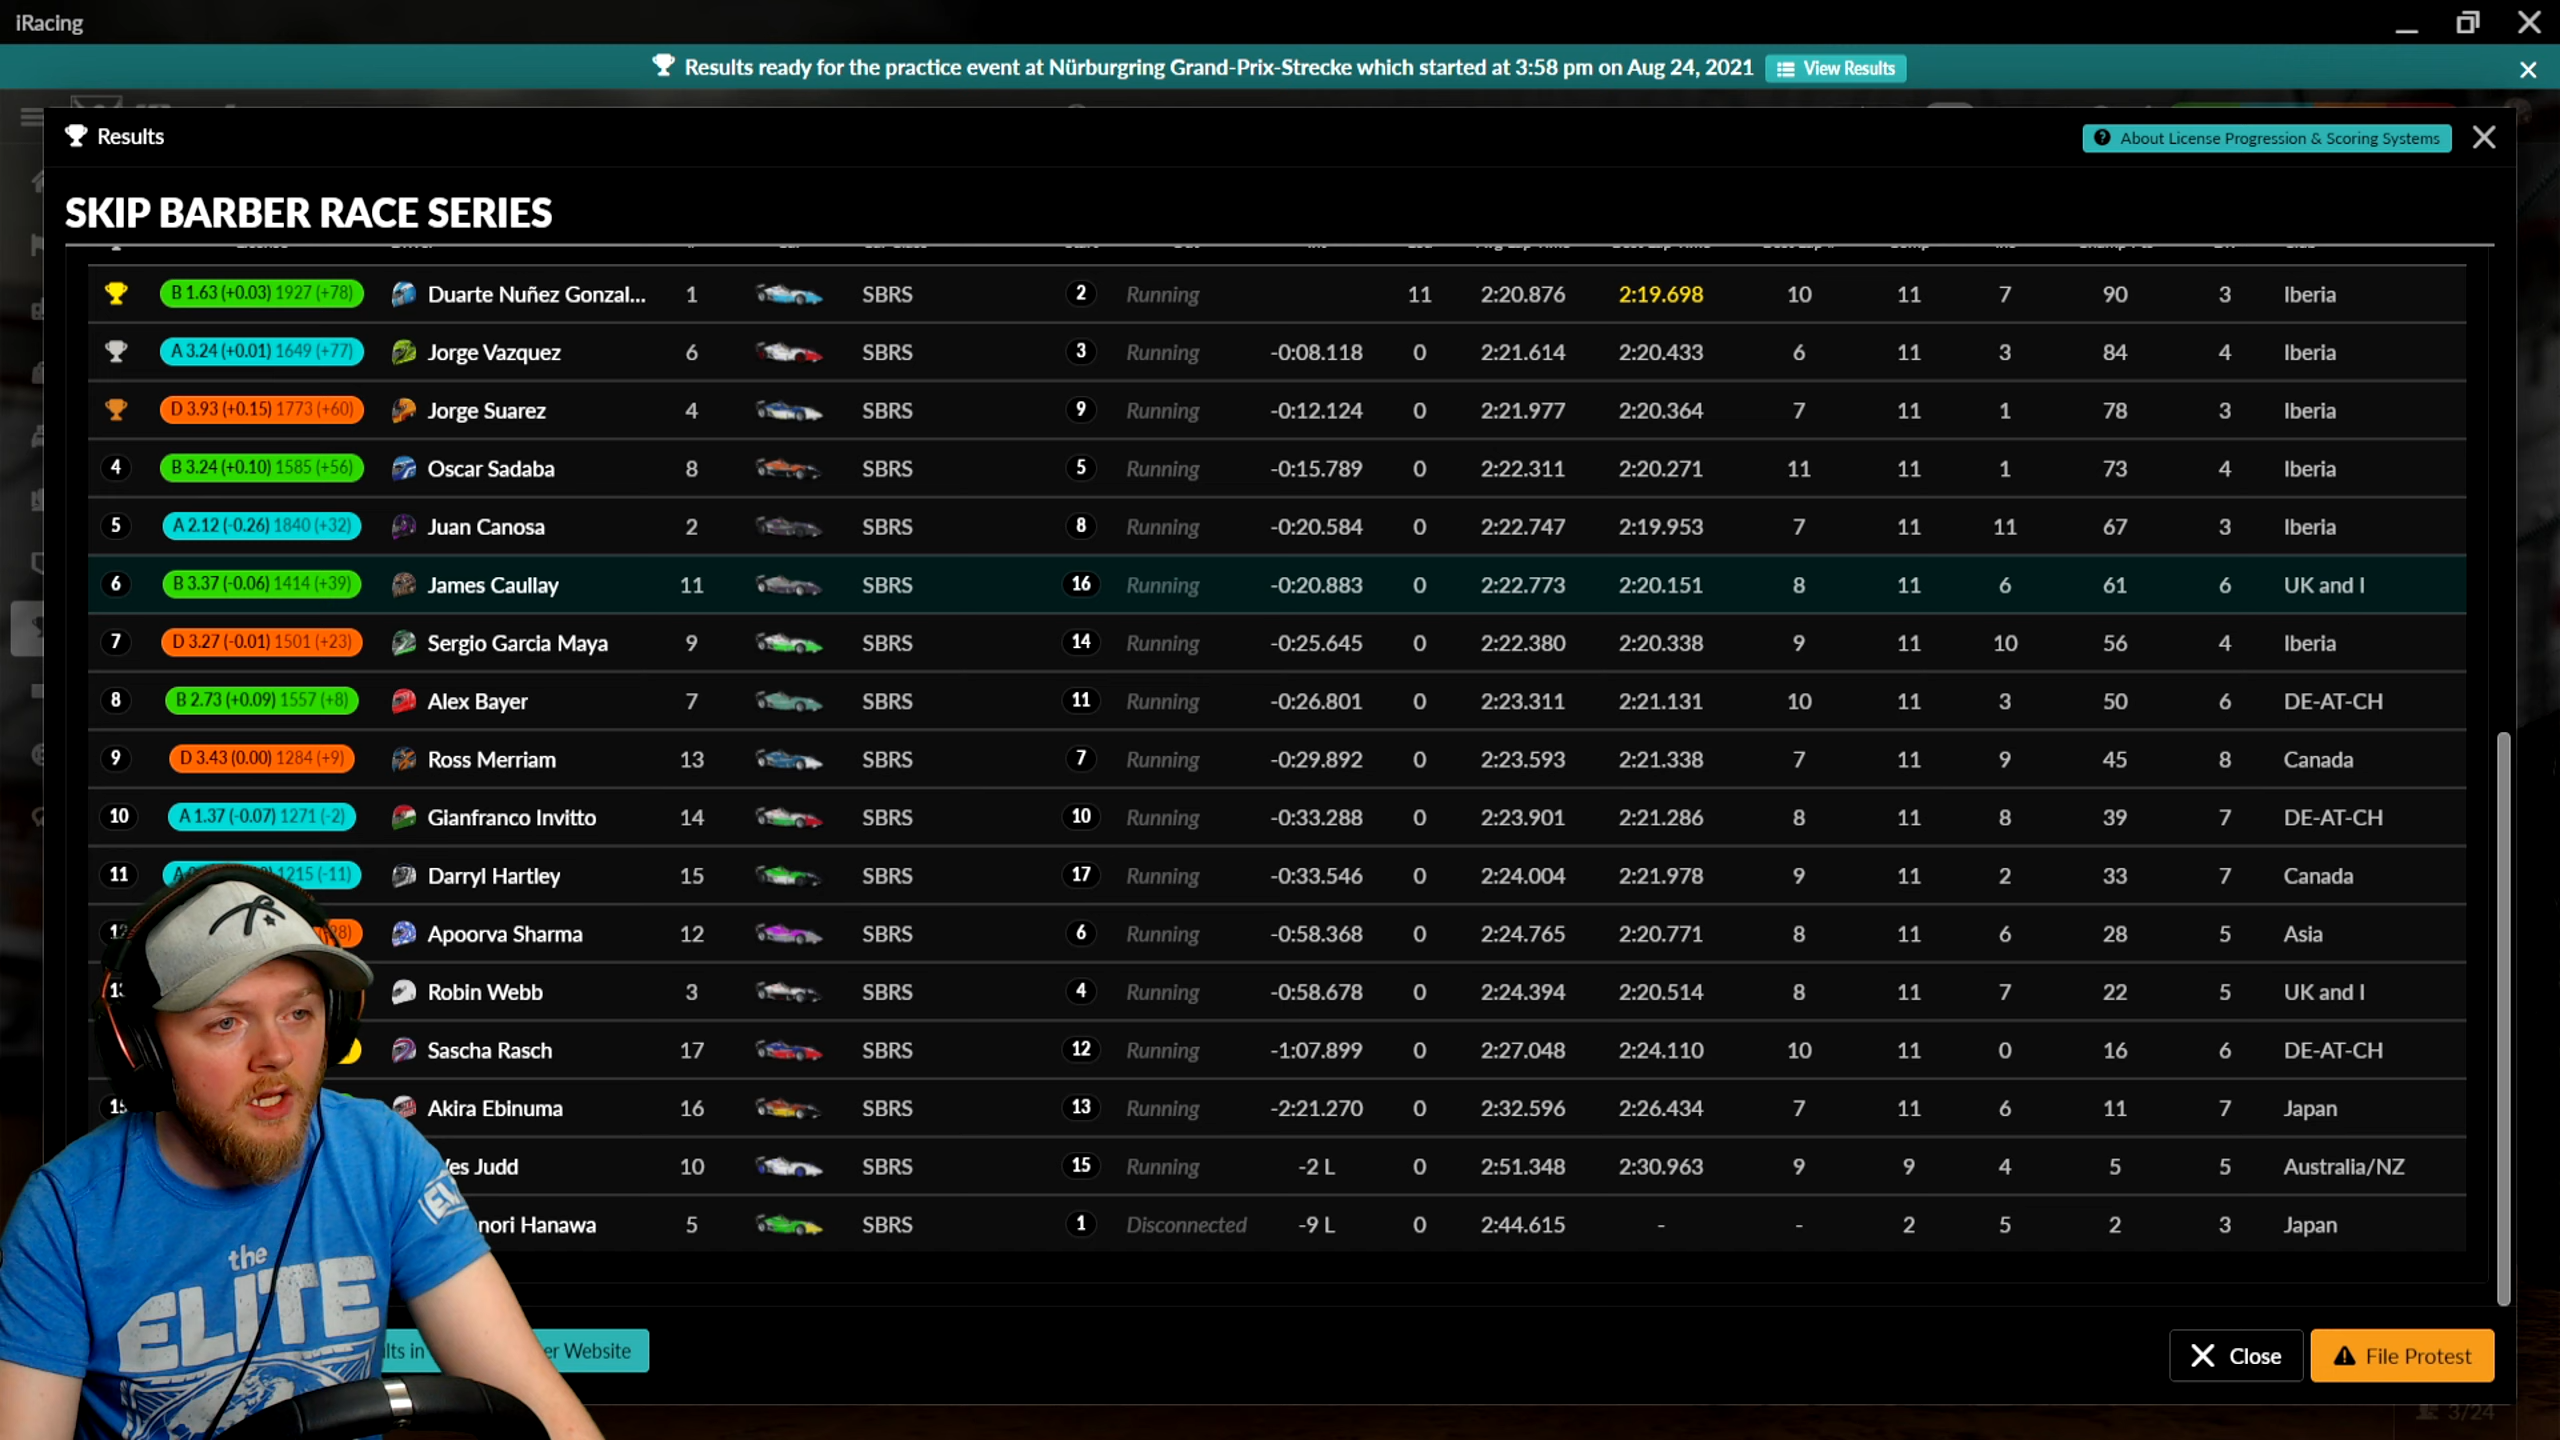 iRacing
Results ready for the practice event at Nürburgring Grand-Prix-Strecke which started at 3:58 pm on Aug 24, 2021 View Results
Results About License Progression & Scoring Systems
SKIP BARBER RACE SERIES
B 1.63 (+0.03) 1927 (+78) Duarte Nuñez Gonzal... 1 SBRS 2 Running 11 2:20.876 2:19.698 10 11 7 90 3 Iberia
A 3.24 (+0.01) 1649 (+77) Jorge Vazquez 6 SBRS 3 Running -0:08.118 0 2:21.614 2:20.433 6 11 3 84 4 Iberia
D 3.93 (+0.15) 1773 (+60) Jorge Suarez 4 SBRS 9 Running -0:12.124 0 2:21.977 2:20.364 7 11 1 78 3 Iberia
4 B 3.24 (+0.10) 1585 (+56) Oscar Sadaba 8 SBRS 5 Running -0:15.789 0 2:22.311 2:20.271 11 11 1 73 4 Iberia
5 A 2.12 (-0.26) 1840 (+32) Juan Canosa 2 SBRS 8 Running -0:20.584 0 2:22.747 2:19.953 7 11 11 67 3 Iberia
6 B 3.37 (-0.06) 1414 (+39) James Caullay 11 SBRS 16 Running -0:20.883 0 2:22.773 2:20.151 8 11 6 61 6 UK and I
7 D 3.27 (-0.01) 1501 (+23) Sergio Garcia Maya 9 SBRS 14 Running -0:25.645 0 2:22.380 2:20.338 9 11 10 56 4 Iberia
8 B 2.73 (+0.09) 1557 (+8) Alex Bayer 7 SBRS 11 Running -0:26.801 0 2:23.311 2:21.131 10 11 3 50 6 DE-AT-CH
9 D 3.43 (0.00) 1284 (+9) Ross Merriam 13 SBRS 7 Running -0:29.892 0 2:23.593 2:21.338 7 11 9 45 8 Canada
10 A 1.37 (-0.07) 1271 (-2) Gianfranco Invitto 14 SBRS 10 Running -0:33.288 0 2:23.901 2:21.286 8 11 8 39 7 DE-AT-CH
11 A 1215 (-11) Darryl Hartley 15 SBRS 17 Running -0:33.546 0 2:24.004 2:21.978 9 11 2 33 7 Canada
Apoorva Sharma 12 SBRS 6 Running -0:58.368 0 2:24.765 2:20.771 8 11 6 28 5 Asia
Robin Webb 3 SBRS 4 Running -0:58.678 0 2:24.394 2:20.514 8 11 7 22 5 UK and I
Sascha Rasch 17 SBRS 12 Running -1:07.899 0 2:27.048 2:24.110 10 11 0 16 6 DE-AT-CH
Akira Ebinuma 16 SBRS 13 Running -2:21.270 0 2:32.596 2:26.434 7 11 6 11 7 Japan
Judd 10 SBRS 15 Running -2 L 0 2:51.348 2:30.963 9 9 4 5 5 Australia/NZ
nori Hanawa 5 SBRS 1 Disconnected -9 L 0 2:44.615 - - 2 5 2 3 Japan
the
ELITE
lts in er Website
Close File Protest
3/24